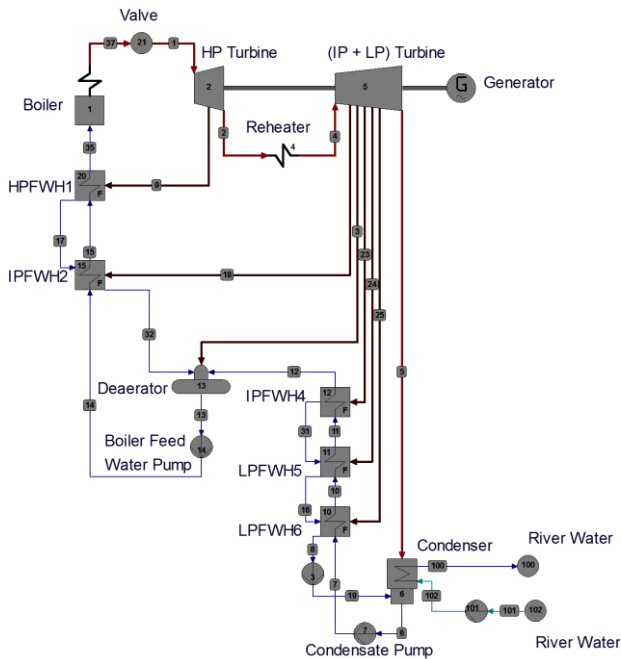 Valve
HP Turbine
(IP + LP) Turbine
37
21
1
G
Generator
2
5
Boiler
1
Reheater
2
4
4
35
20
F
HPFWH1
9
17
15
3
23
15
F
IPFWH2
18
24
25
32
12
5
Deaerator
13
12
F
IPFWH4
14
13
31
11
Boiler Feed
14
Water Pump
11
F
LPFWH5
10
16
10
F
LPFWH6
Condenser
River Water
8
100
100
3
7
19
6
102
101
101
102
7
6
Condensate Pump
River Water